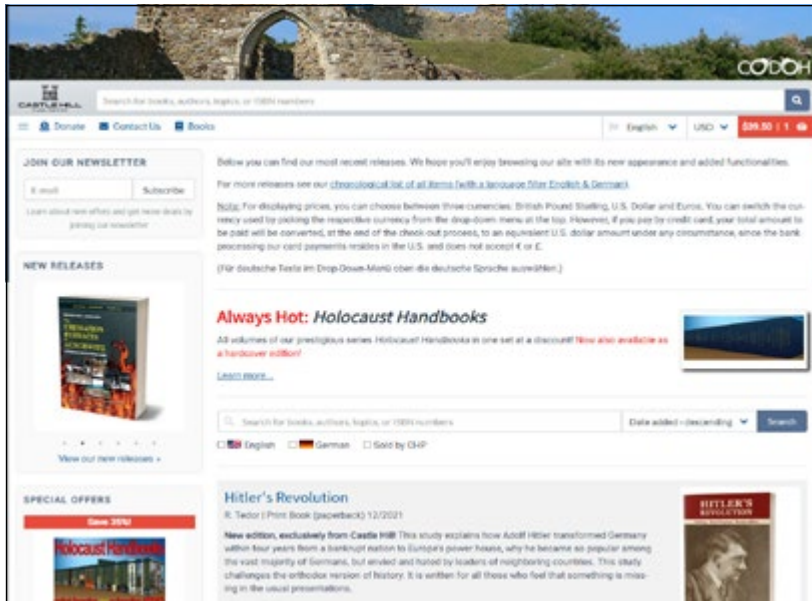 CODOH
CASTLE HILL
Search for books, authors, topics, or ISBN numbers
Donate Contact Us Books
English USD $39.50 | 1
JOIN OUR NEWSLETTER
E-mail Subscribe
Learn about new offers and get more deals by
joining our newsletter
NEW RELEASES
View our new releases »
SPECIAL OFFERS
Save 35%!
Holocaust Handbooks
Below you can find our most recent releases. We hope you'll enjoy browsing our site with its new appearance and added functionalities.
For more releases see our chronological list of all items (with a language filter English & German).
Note: For displaying prices, you can choose between three currencies: British Pound Sterling, U.S. Dollar and Euros. You can switch the cur-
rency used by picking the respective currency from the drop-down menu at the top. However, if you pay by credit card, your total amount to
be paid will be converted, at the end of the check-out process, to an equivalent U.S. dollar amount under any circumstance, since the bank
processing our card payments resides in the U.S. and does not accept € or £.
(Für deutsche Texte im Drop-Down-Menü oben die deutsche Sprache auswählen.)
Always Hot: Holocaust Handbooks
All volumes of our prestigious series Holocaust Handbooks in one set at a discount! Now also available as
a hardcover edition!
Learn more...
Search for books, authors, topics, or ISBN numbers Date added – descending Search
English German Sold by CHP
Hitler's Revolution
R. Tedor | Print Book (paperback) 12/2021
New edition, exclusively from Castle Hill! This study explains how Adolf Hitler transformed Germany
within four years from a bankrupt nation to Europe's power house, why he became so popular among
the vast majority of Germans, but envied and hated by leaders of neighboring countries. This study
challenges the orthodox version of history. It is written for all those who feel that something is miss-
ing in the usual presentations.
HITLER'S
REVOLUTION